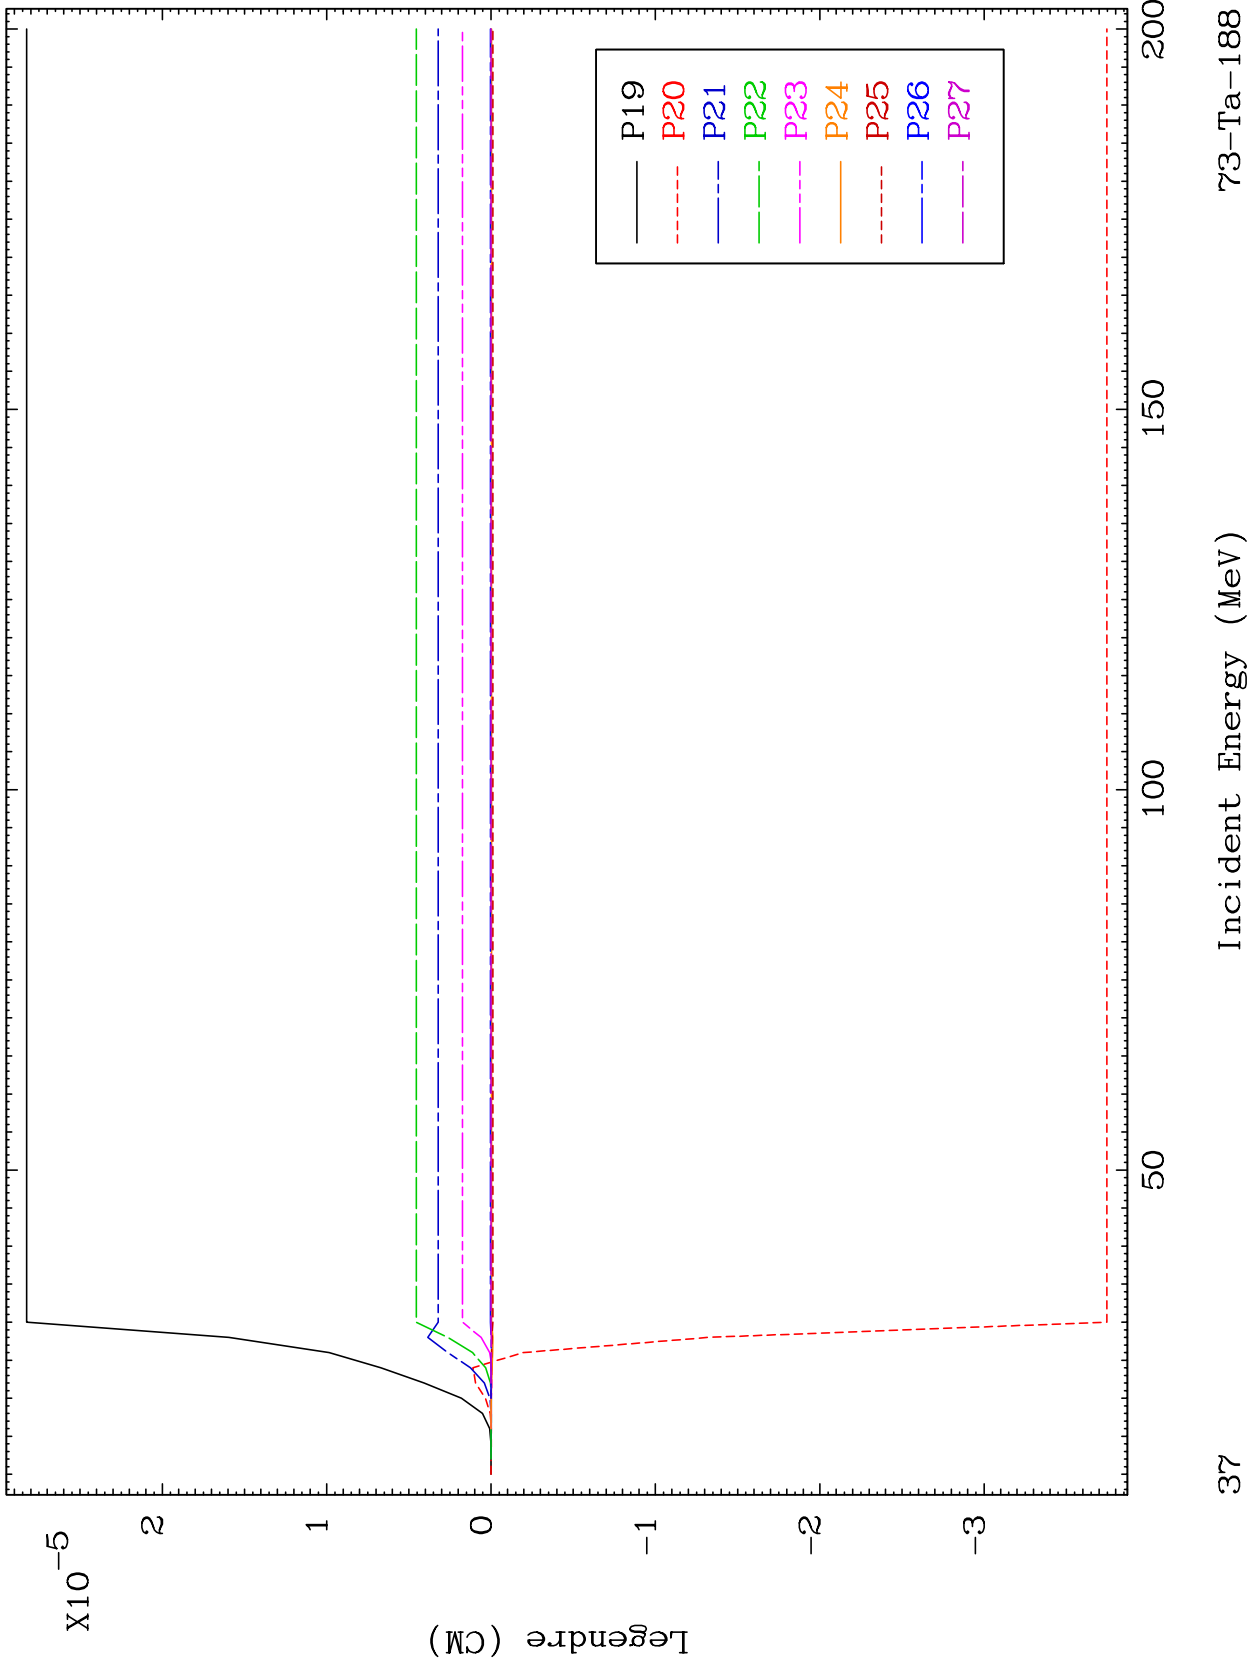 X10-5
2
1
0
-1
-2
-3
Legendre (CM)
P19
P20
P21
P22
P23
P24
P25
P26
P27
50
100
150
200
Incident Energy (MeV)
37
73-Ta-188